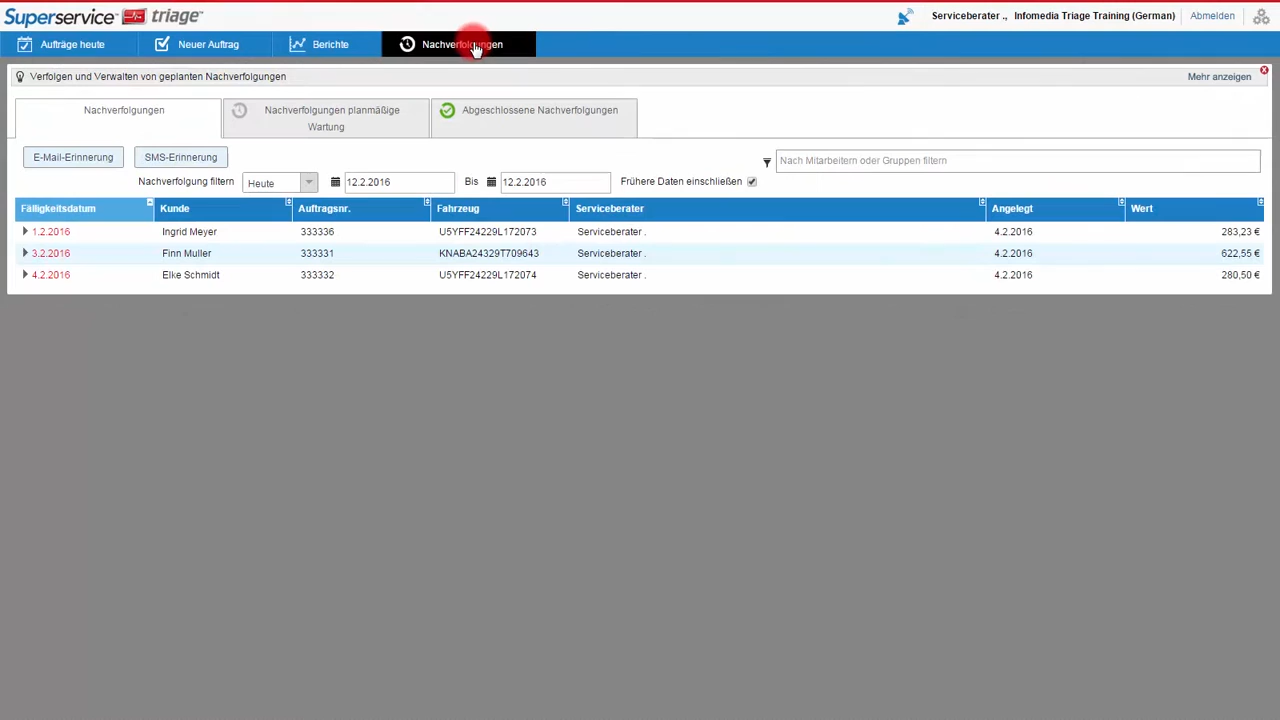 Superservice triage
Serviceberater ., Infomedia Triage Training (German) Abmelden
Aufträge heute Neuer Auftrag Berichte Nachverfolgungen
Verfolgen und Verwalten von geplanten Nachverfolgungen Mehr anzeigen
Nachverfolgungen
Nachverfolgungen planmäßige
Wartung
Abgeschlossene Nachverfolgungen
E-Mail-Erinnerung SMS-Erinnerung Nach Mitarbeitern oder Gruppen filtern
Nachverfolgung filtern Heute 12.2.2016 Bis 12.2.2016 Frühere Daten einschließen
Fälligkeitsdatum Kunde Auftragsnr. Fahrzeug Serviceberater Angelegt Wert
1.2.2016 Ingrid Meyer 333336 U5YFF24229L172073 Serviceberater . 4.2.2016 283,23 €
3.2.2016 Finn Muller 333331 KNABA24329T709643 Serviceberater . 4.2.2016 622,55 €
4.2.2016 Elke Schmidt 333332 U5YFF24229L172074 Serviceberater . 4.2.2016 280,50 €